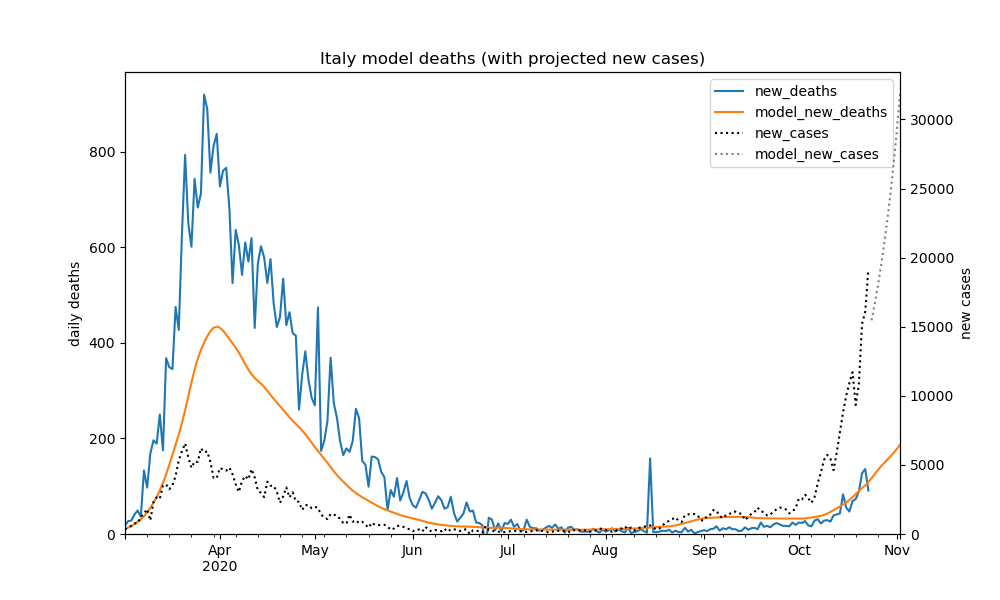 Italy model deaths (with projected new cases)
new_deaths
model_new_deaths
new_cases
model_new_cases
daily deaths
800
600
400
200
0
new cases
30000
25000
20000
15000
10000
5000
0
Apr
2020
May
Jun
Jul
Aug
Sep
Oct
Nov